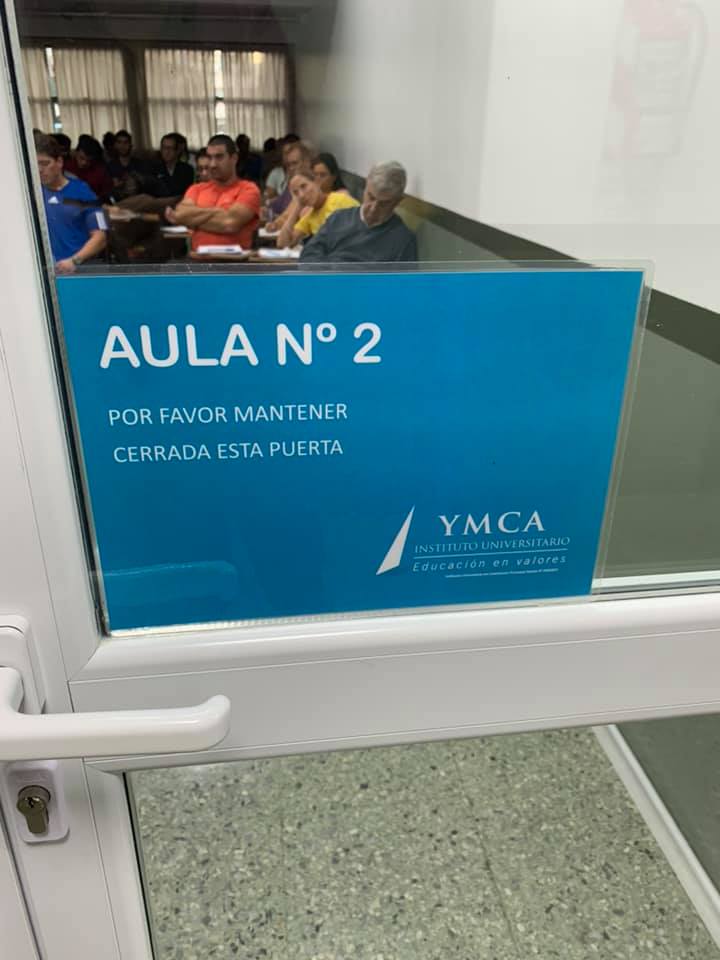 AULA Nº 2
POR FAVOR MANTENER
CERRADA ESTA PUERTA
YMCA
INSTITUTO UNIVERSITARIO
Educación en valores